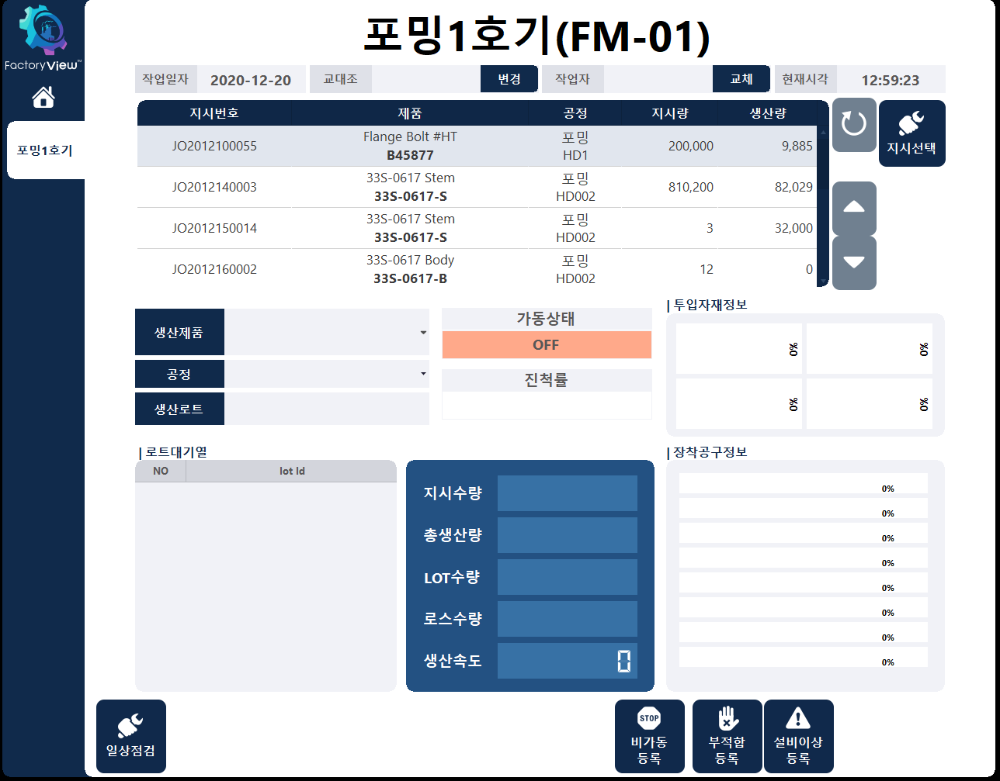 포밍1호기(FM-01)
FactoryView
작업일자 2020-12-20 교대조 변경 작업자 교체 현재시각 12:59:23
포밍1호기
지시번호 제품 공정 지시량 생산량
JO2012100055 Flange Bolt #HT B45877 포밍 HD1 200,000 9,885
JO2012140003 33S-0617 Stem 33S-0617-S 포밍 HD002 810,200 82,029
JO2012150014 33S-0617 Stem 33S-0617-S 포밍 HD002 3 32,000
JO2012160002 33S-0617 Body 33S-0617-B 포밍 HD002 12 0
지시선택
생산제품
공정
생산로트
가동상태
OFF
진척률
투입자재정보
0% 0%
0% 0%
로트대기열
NO lot Id
지시수량
총생산량
LOT수량
로스수량
생산속도 0
장착공구정보
0%
0%
0%
0%
0%
0%
0%
0%
일상점검
STOP
비가동
등록
부적합
등록
설비이상
등록